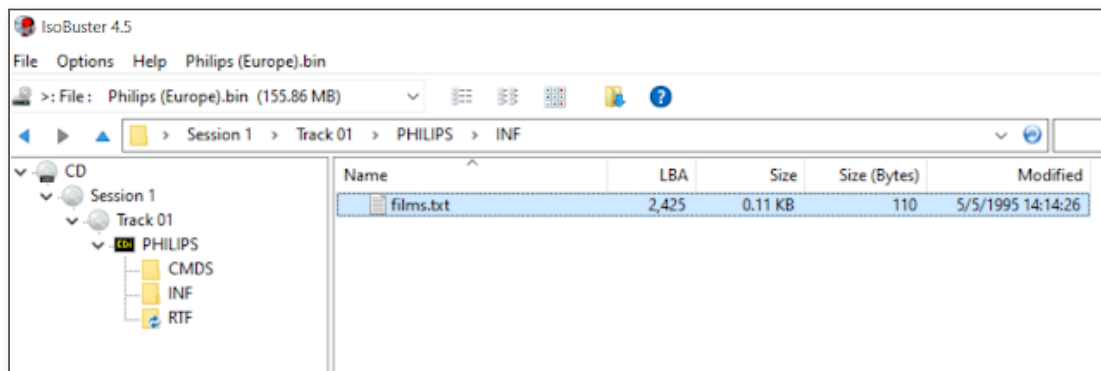 IsoBuster 4.5
File Options Help Philips (Europe).bin
>: File : Philips (Europe).bin (155.86 MB)
Session 1 > Track 01 > PHILIPS > INF
CD
Session 1
Track 01
CDi PHILIPS
CMDS
INF
RTF
Name LBA Size Size (Bytes) Modified
films.txt 2,425 0.11 KB 110 5/5/1995 14:14:26